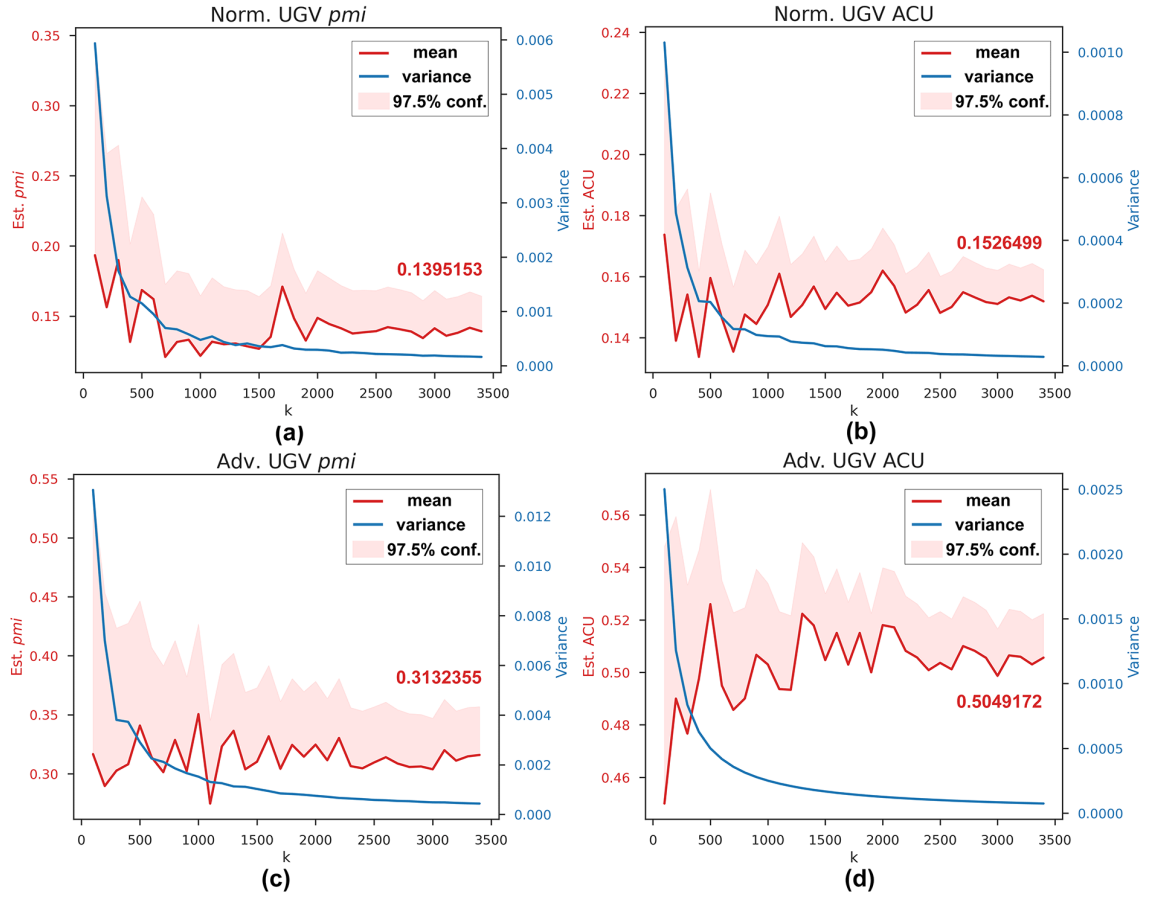 Norm. UGV pmi
0.35
0.30
0.25
0.20
0.15
Est. pmi
0.006
0.005
0.004
0.003
0.002
0.001
0.000
Variance
mean
variance
97.5% conf.
0.1395153
0 500 1000 1500 2000 2500 3000 3500
k
(a)
Norm. UGV ACU
0.24
0.22
0.20
0.18
0.16
0.14
Est. ACU
0.0010
0.0008
0.0006
0.0004
0.0002
0.0000
Variance
mean
variance
97.5% conf.
0.1526499
0 500 1000 1500 2000 2500 3000 3500
k
(b)
Adv. UGV pmi
0.55
0.50
0.45
0.40
0.35
0.30
Est. pmi
0.012
0.010
0.008
0.006
0.004
0.002
0.000
Variance
mean
variance
97.5% conf.
0.3132355
0 500 1000 1500 2000 2500 3000 3500
k
(c)
Adv. UGV ACU
0.56
0.54
0.52
0.50
0.48
0.46
Est. ACU
0.0025
0.0020
0.0015
0.0010
0.0005
0.0000
Variance
mean
variance
97.5% conf.
0.5049172
0 500 1000 1500 2000 2500 3000 3500
k
(d)